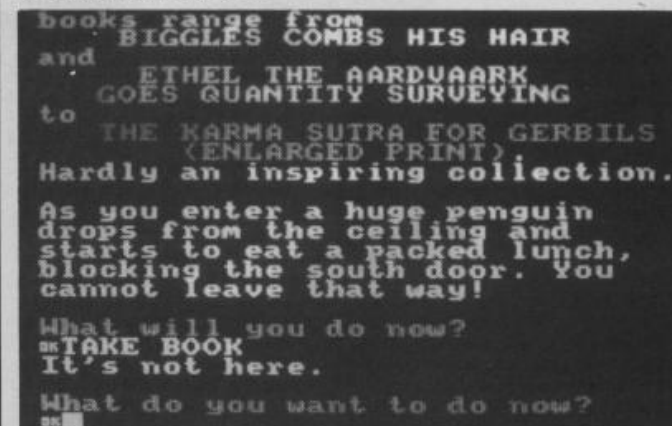 books range from
BIGGLES COMBS HIS HAIR
and
ETHEL THE AARDVAARK
GOES QUANTITY SURVEYING
to
THE KARMA SUTRA FOR GERBILS
(ENLARGED PRINT).
Hardly an inspiring collection.
As you enter a huge penguin
drops from the ceiling and
starts to eat a packed lunch,
blocking the south door. You
cannot leave that way!
What will you do now?
OK TAKE BOOK
It's not here.
What do you want to do now?
OK